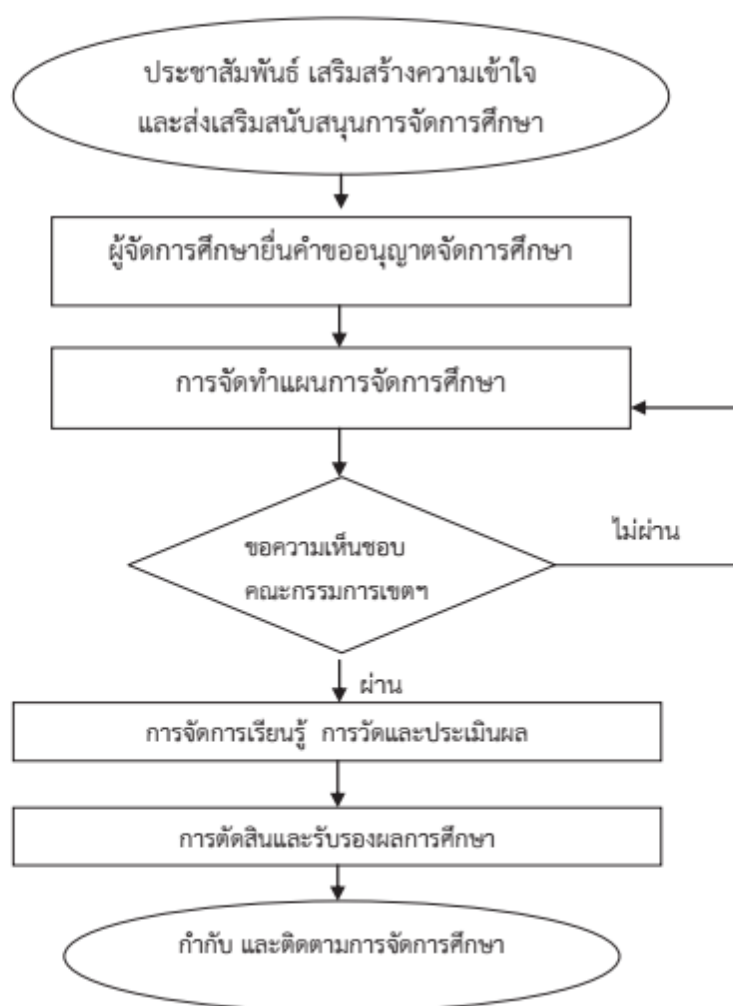 ประชาสัมพันธ์ เสริมสร้างความเข้าใจ
และส่งเสริมสนับสนุนการจัดการศึกษา
ผู้จัดการศึกษายื่นคำขออนุญาตจัดการศึกษา
การจัดทำแผนการจัดการศึกษา
ขอความเห็นชอบ
คณะกรรมการเขตฯ
ไม่ผ่าน
ผ่าน
การจัดการเรียนรู้ การวัดและประเมินผล
การตัดสินและรับรองผลการศึกษา
กำกับ และติดตามการจัดการศึกษา